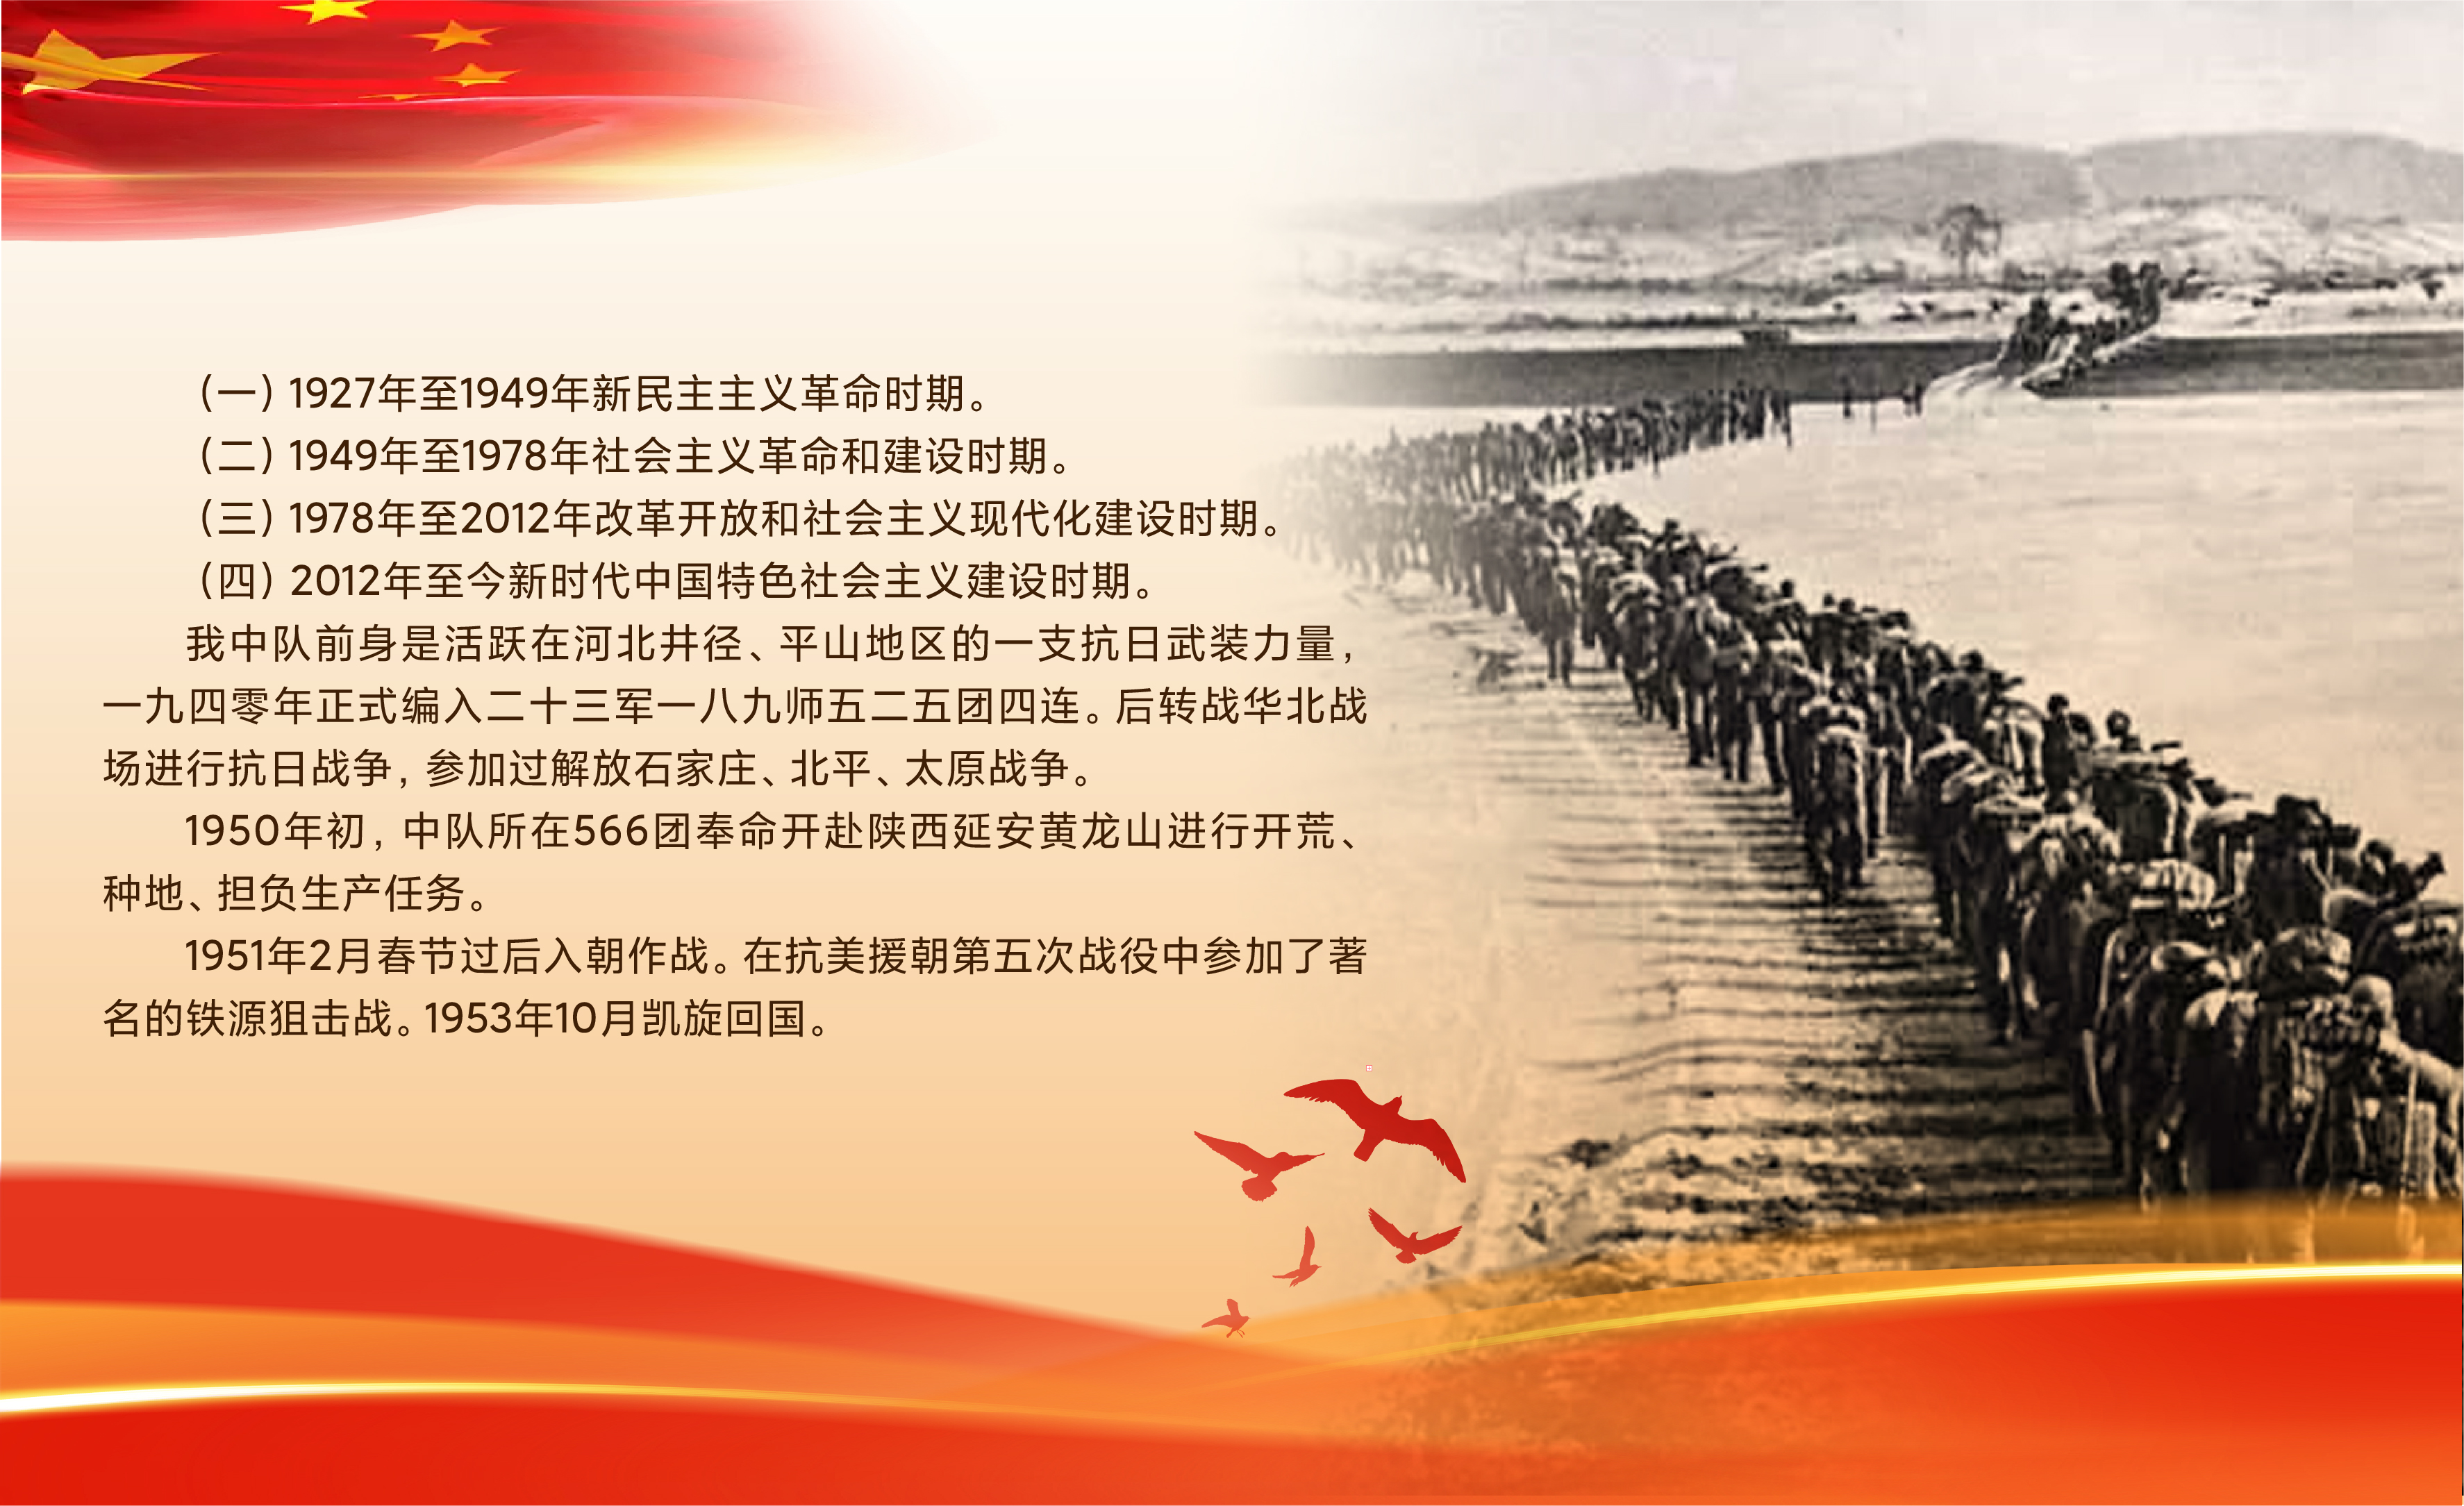 （一）1927年至1949年新民主主义革命时期。
（二）1949年至1978年社会主义革命和建设时期。
（三）1978年至2012年改革开放和社会主义现代化建设时期。
（四）2012年至今新时代中国特色社会主义建设时期。
我中队前身是活跃在河北井径、平山地区的一支抗日武装力量，
一九四零年正式编入二十三军一八九师五二五团四连。后转战华北战
场进行抗日战争，参加过解放石家庄、北平、太原战争。
1950年初，中队所在566团奉命开赴陕西延安黄龙山进行开荒、
种地、担负生产任务。
1951年2月春节过后入朝作战。在抗美援朝第五次战役中参加了著
名的铁源狙击战。1953年10月凯旋回国。